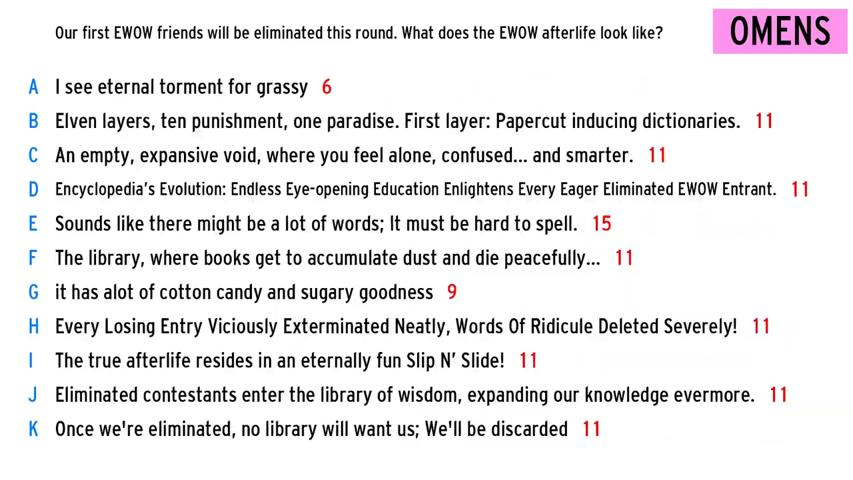 Our first EWOW friends will be eliminated this round. What does the EWOW afterlife look like?
OMENS
A I see eternal torment for grassy 6
B Elven layers, ten punishment, one paradise. First layer: Papercut inducing dictionaries. 11
C An empty, expansive void, where you feel alone, confused... and smarter. 11
D Encyclopedia's Evolution: Endless Eye-opening Education Enlightens Every Eager Eliminated EWOW Entrant. 11
E Sounds like there might be a lot of words; It must be hard to spell. 15
F The library, where books get to accumulate dust and die peacefully... 11
G it has alot of cotton candy and sugary goodness 9
H Every Losing Entry Viciously Exterminated Neatly, Words Of Ridicule Deleted Severely! 11
I The true afterlife resides in an eternally fun Slip N' Slide! 11
J Eliminated contestants enter the library of wisdom, expanding our knowledge evermore. 11
K Once we're eliminated, no library will want us; We'll be discarded 11